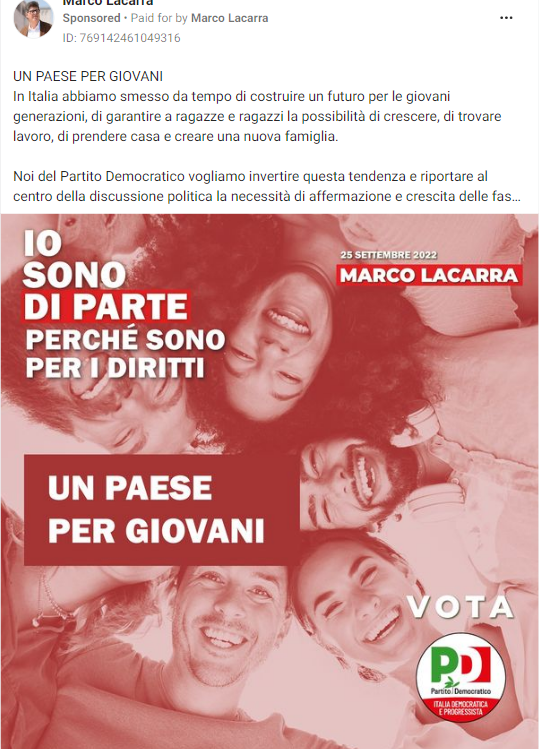 Marco Lacarra
Sponsored • Paid for by Marco Lacarra
ID: 769142461049316
UN PAESE PER GIOVANI
In Italia abbiamo smesso da tempo di costruire un futuro per le giovani
generazioni, di garantire a ragazze e ragazzi la possibilità di crescere, di trovare
lavoro, di prendere casa e creare una nuova famiglia.
Noi del Partito Democratico vogliamo invertire questa tendenza e riportare al
centro della discussione politica la necessità di affermazione e crescita delle fas...
IO
SONO
DI PARTE
PERCHÉ SONO
PER I DIRITTI
25 SETTEMBRE 2022
MARCO LACARRA
UN PAESE
PER GIOVANI
VOTA
PD
Partito Democratico
ITALIA DEMOCRATICA
E PROGRESSISTA